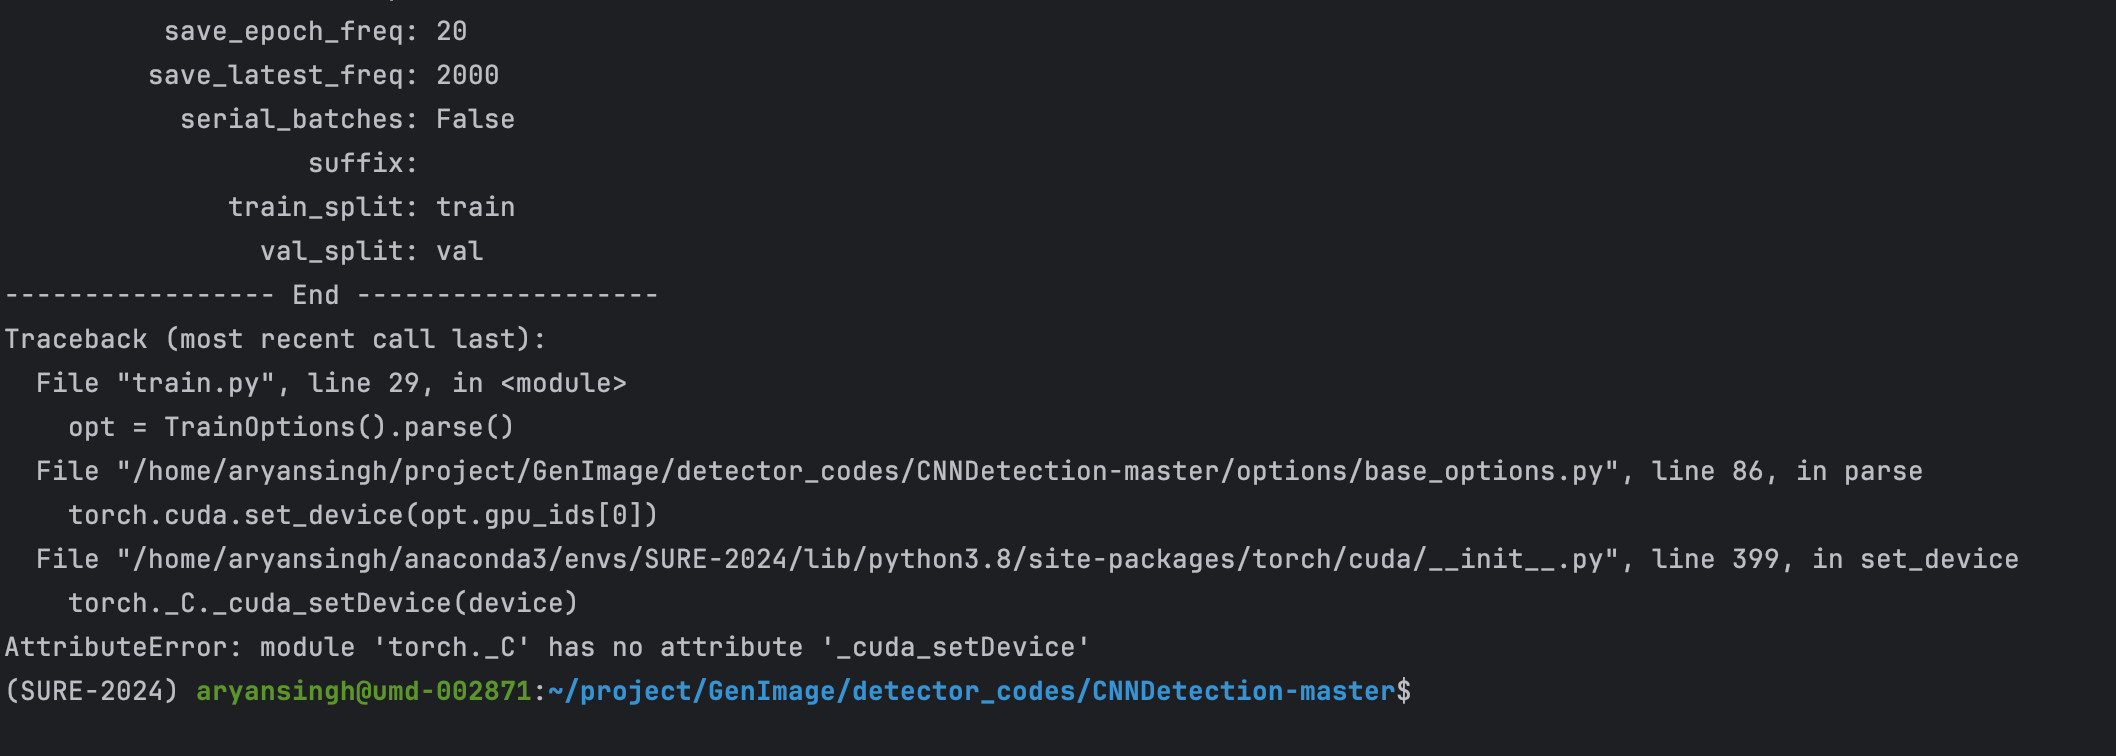 save_epoch_freq: 20
save_latest_freq: 2000
serial_batches: False
suffix:
train_split: train
val_split: val
----------------- End -------------------
Traceback (most recent call last):
  File "train.py", line 29, in <module>
    opt = TrainOptions().parse()
  File "/home/aryansingh/project/GenImage/detector_codes/CNNDetection-master/options/base_options.py", line 86, in parse
    torch.cuda.set_device(opt.gpu_ids[0])
  File "/home/aryansingh/anaconda3/envs/SURE-2024/lib/python3.8/site-packages/torch/cuda/__init__.py", line 399, in set_device
    torch._C._cuda_setDevice(device)
AttributeError: module 'torch._C' has no attribute '_cuda_setDevice'
(SURE-2024) aryansingh@umd-002871:~/project/GenImage/detector_codes/CNNDetection-master$